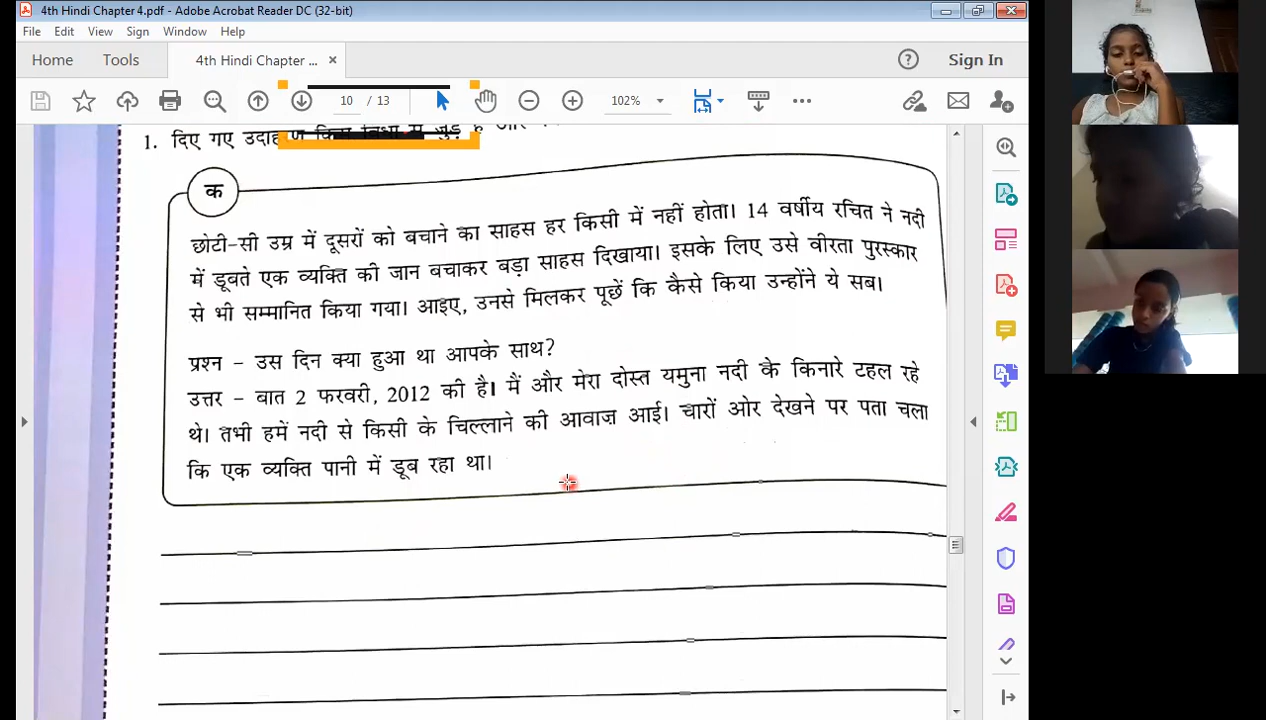 4th Hindi Chapter 4.pdf - Adobe Acrobat Reader DC (32-bit)
File Edit View Sign Window Help
Home Tools 4th Hindi Chapter ... × ? Sign In
10 / 13 102%
1. दिए गए उदाहरण किस विधा से जुड़े हैं और
क
छोटी-सी उम्र में दूसरों को बचाने का साहस हर किसी में नहीं होता। 14 वर्षीय रचित ने नदी
में डूबते एक व्यक्ति की जान बचाकर बड़ा साहस दिखाया। इसके लिए उसे वीरता पुरस्कार
से भी सम्मानित किया गया। आइए, उनसे मिलकर पूछें कि कैसे किया उन्होंने ये सब।
प्रश्न - उस दिन क्या हुआ था आपके साथ?
उत्तर - बात 2 फरवरी, 2012 की है। मैं और मेरा दोस्त यमुना नदी के किनारे टहल रहे
थे। तभी हमें नदी से किसी के चिल्लाने की आवाज़ आई। चारों ओर देखने पर पता चला
कि एक व्यक्ति पानी में डूब रहा था।